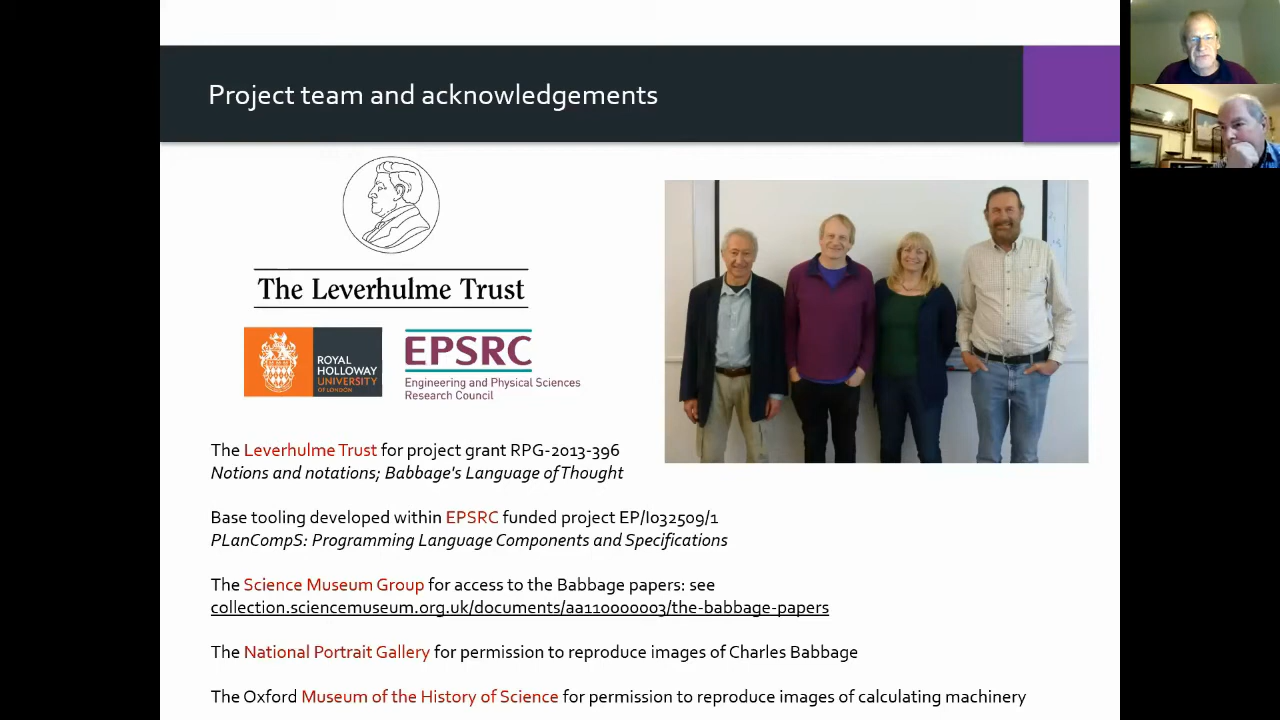 Project team and acknowledgements
The Leverhulme Trust
ROYAL
HOLLOWAY
UNIVERSITY
OF LONDON
EPSRC
Engineering and Physical Sciences
Research Council
The Leverhulme Trust for project grant RPG-2013-396
Notions and notations; Babbage's Language of Thought
Base tooling developed within EPSRC funded project EP/I032509/1
PLanCompS: Programming Language Components and Specifications
The Science Museum Group for access to the Babbage papers: see
collection.sciencemuseum.org.uk/documents/aa110000003/the-babbage-papers
The National Portrait Gallery for permission to reproduce images of Charles Babbage
The Oxford Museum of the History of Science for permission to reproduce images of calculating machinery